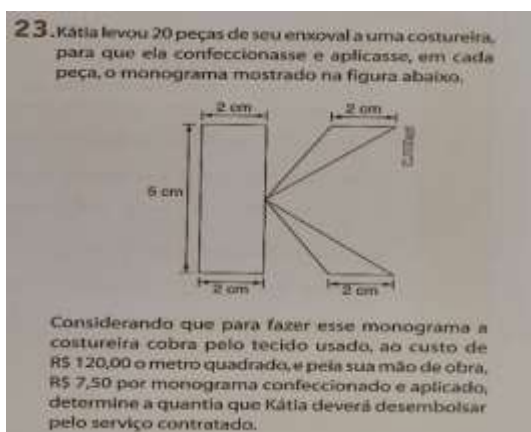 23. Kátia levou 20 peças de seu enxoval a uma costureira,
para que ela confeccionasse e aplicasse, em cada
peça, o monograma mostrado na figura abaixo.
2 cm
2 cm
5 cm
2 cm
2 cm
Considerando que para fazer esse monograma a
costureira cobra pelo tecido usado, ao custo de
R$ 120,00 o metro quadrado, e pela sua mão de obra,
R$ 7,50 por monograma confeccionado e aplicado,
determine a quantia que Kátia deverá desembolsar
pelo serviço contratado.